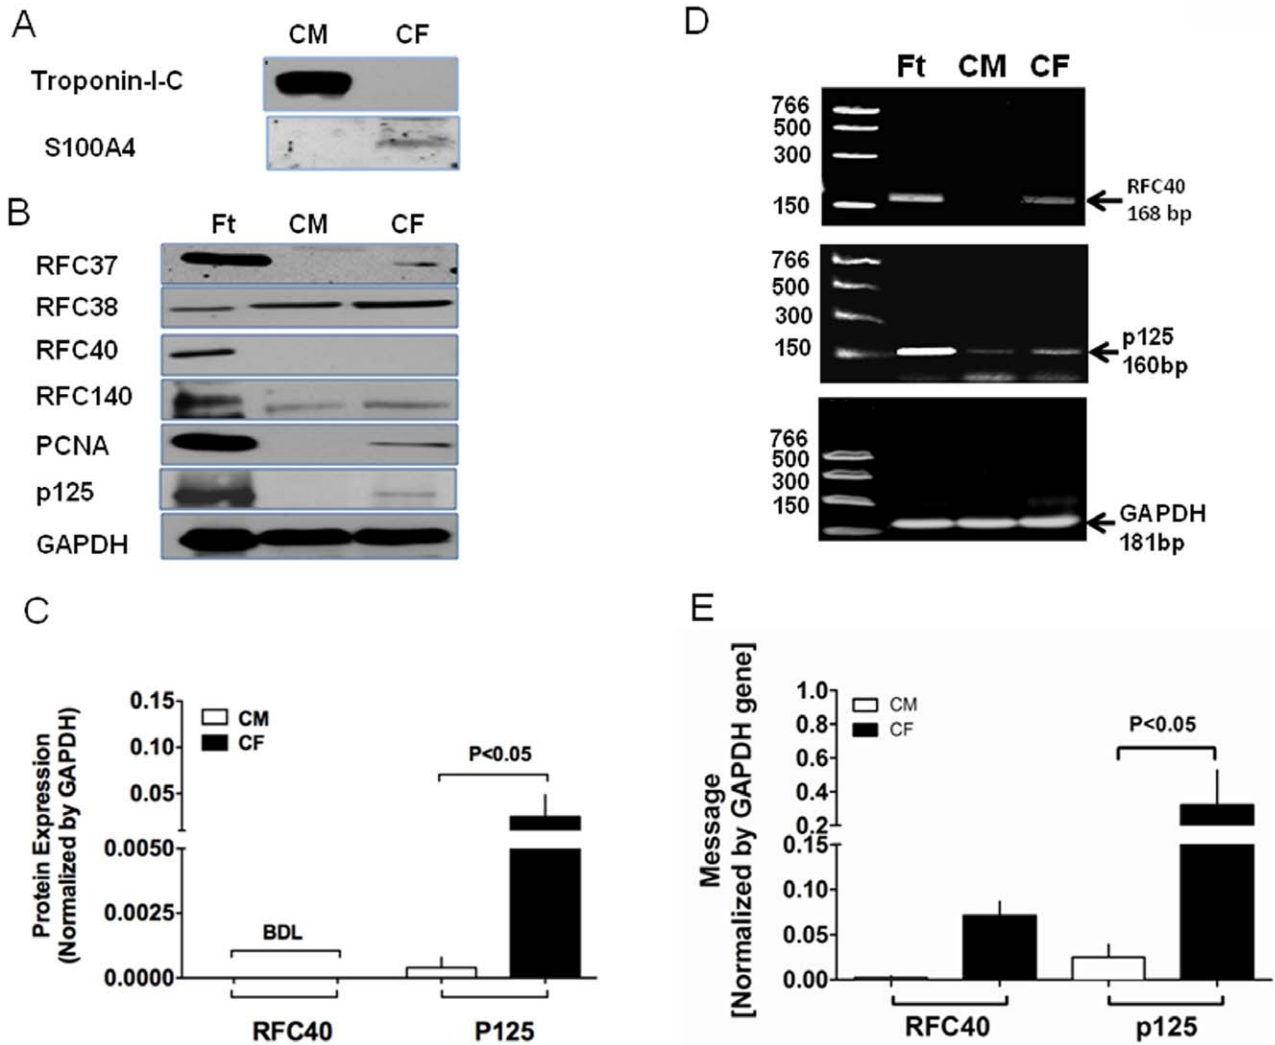 A
CM CF
Troponin-I-C
S100A4
B
Ft CM CF
RFC37
RFC38
RFC40
RFC140
PCNA
p125
GAPDH
C
Protein Expression
(Normalized by GAPDH)
0.15
0.10
0.05
0.0050
0.0025
0.0000
CM
CF
P<0.05
BDL
RFC40 P125
D
Ft CM CF
766
500
300
150
RFC40
168 bp
766
500
300
150
p125
160bp
766
500
300
150
GAPDH
181bp
E
Message
[Normalized by GAPDH gene]
1.0
0.8
0.6
0.4
0.2
0.15
0.10
0.05
0.00
CM
CF
P<0.05
RFC40 p125